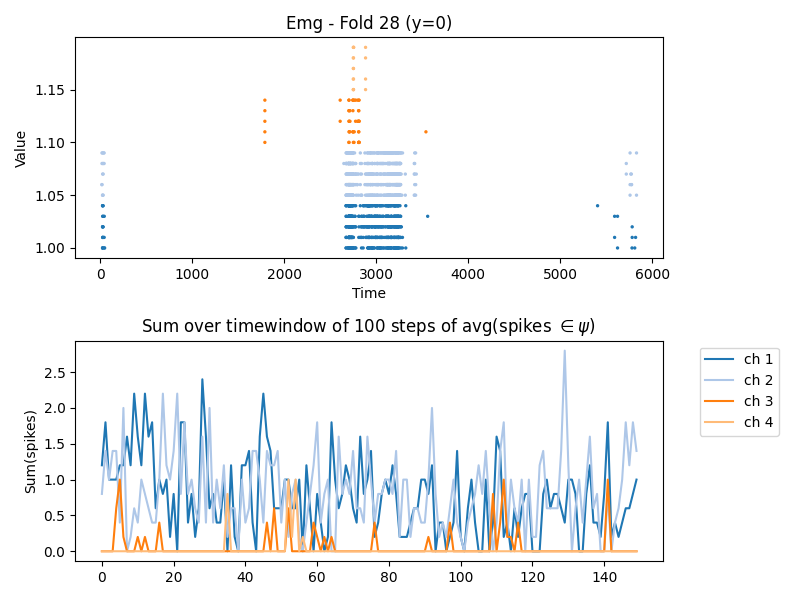 Emg - Fold 28 (y=0)
Value
1.15
1.10
1.05
1.00
0 1000 2000 3000 4000 5000 6000
Time
Sum over timewindow of 100 steps of avg(spikes ∈ ψ)
Sum(spikes)
2.5
2.0
1.5
1.0
0.5
0.0
0 20 40 60 80 100 120 140
ch 1
ch 2
ch 3
ch 4